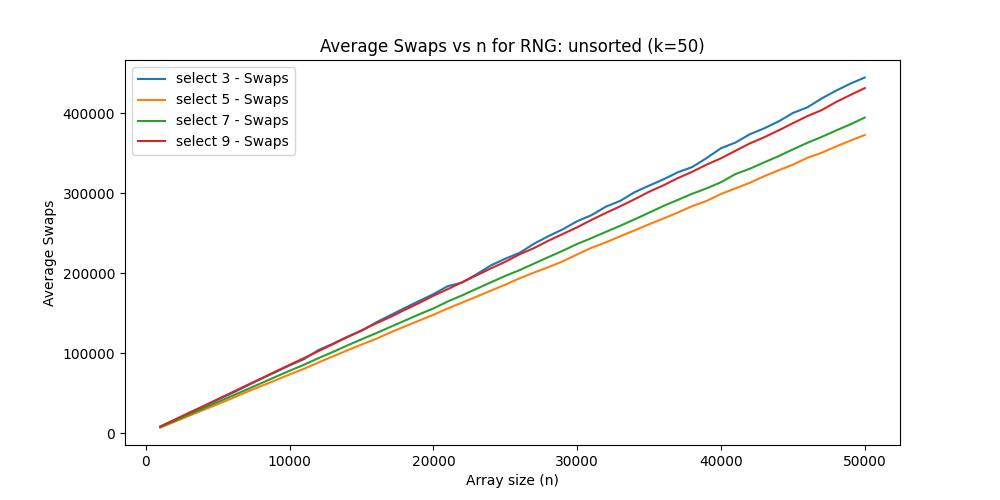 Average Swaps vs n for RNG: unsorted (k=50)
select 3 - Swaps
select 5 - Swaps
select 7 - Swaps
select 9 - Swaps
Average Swaps
400000
300000
200000
100000
0
0 10000 20000 30000 40000 50000
Array size (n)